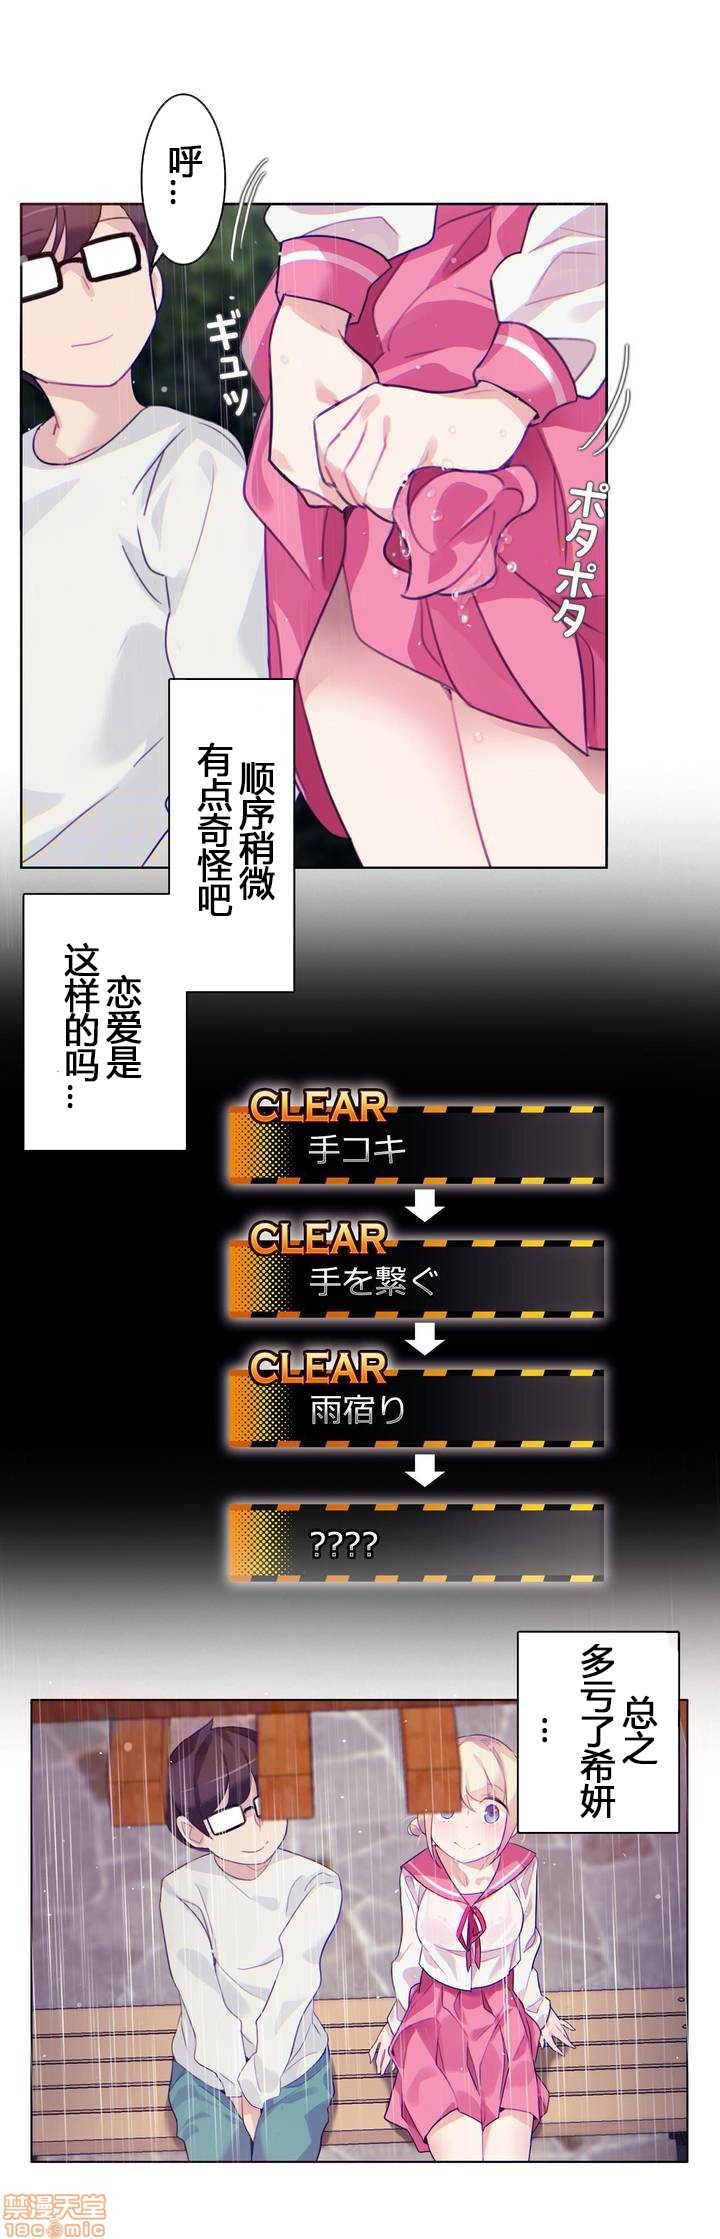 呼…
ギュッ
ポタポタ
顺序稍微
有点奇怪吧
恋爱是
这样的吗…
CLEAR
手コキ
CLEAR
手を繋ぐ
CLEAR
雨宿り
????
总之
多亏了希妍
…
禁漫天堂
18comic